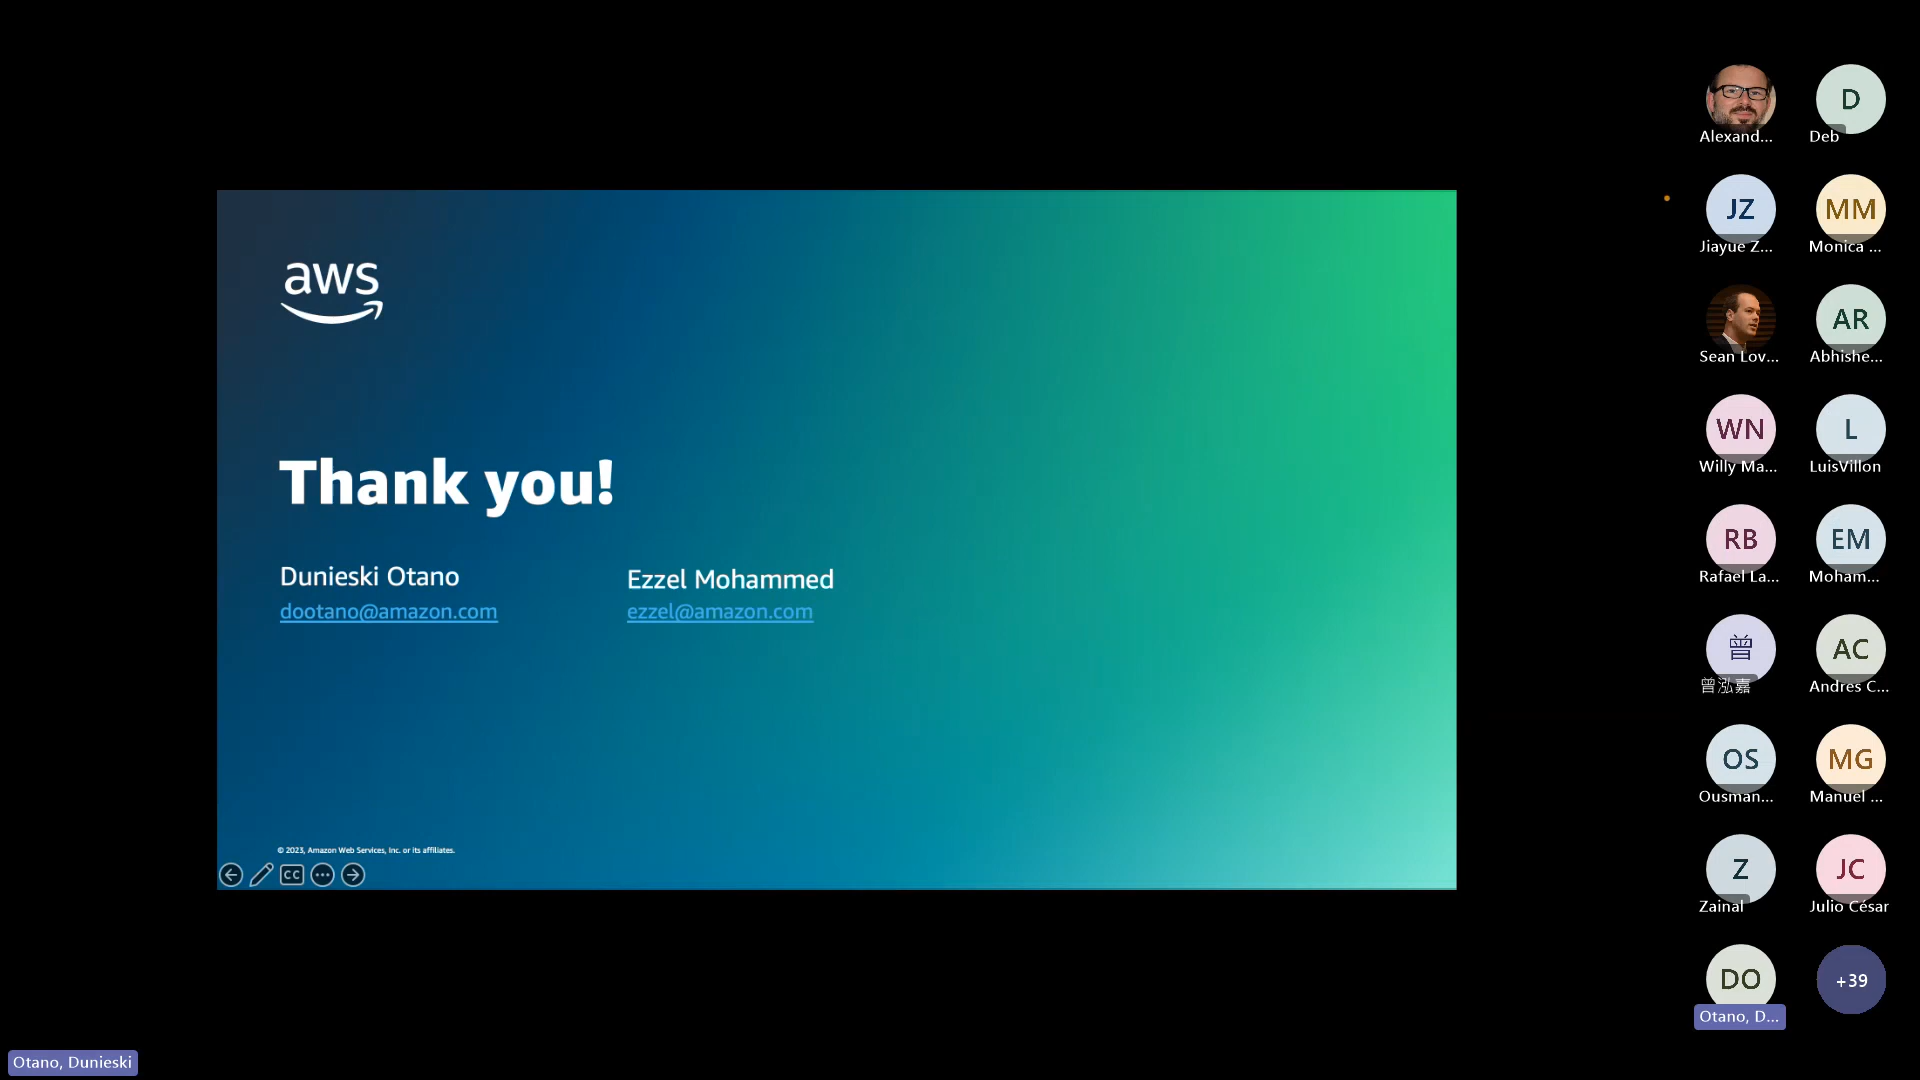 aws
Thank you!
Dunieski Otano
dootano@amazon.com
Ezzel Mohammed
ezzel@amazon.com
© 2023, Amazon Web Services, Inc. or its affiliates.
CC
Alexand...
D
Deb
JZ
Jiayue Z...
MM
Monica ...
Sean Lov...
AR
Abhishe...
WN
Willy Ma...
L
LuisVillon
RB
Rafael La...
EM
Moham...
曾
曾泓嘉
AC
Andres C...
OS
Ousman...
MG
Manuel ...
Z
Zainal
JC
Julio César
DO
Otano, D...
+39
Otano, Dunieski